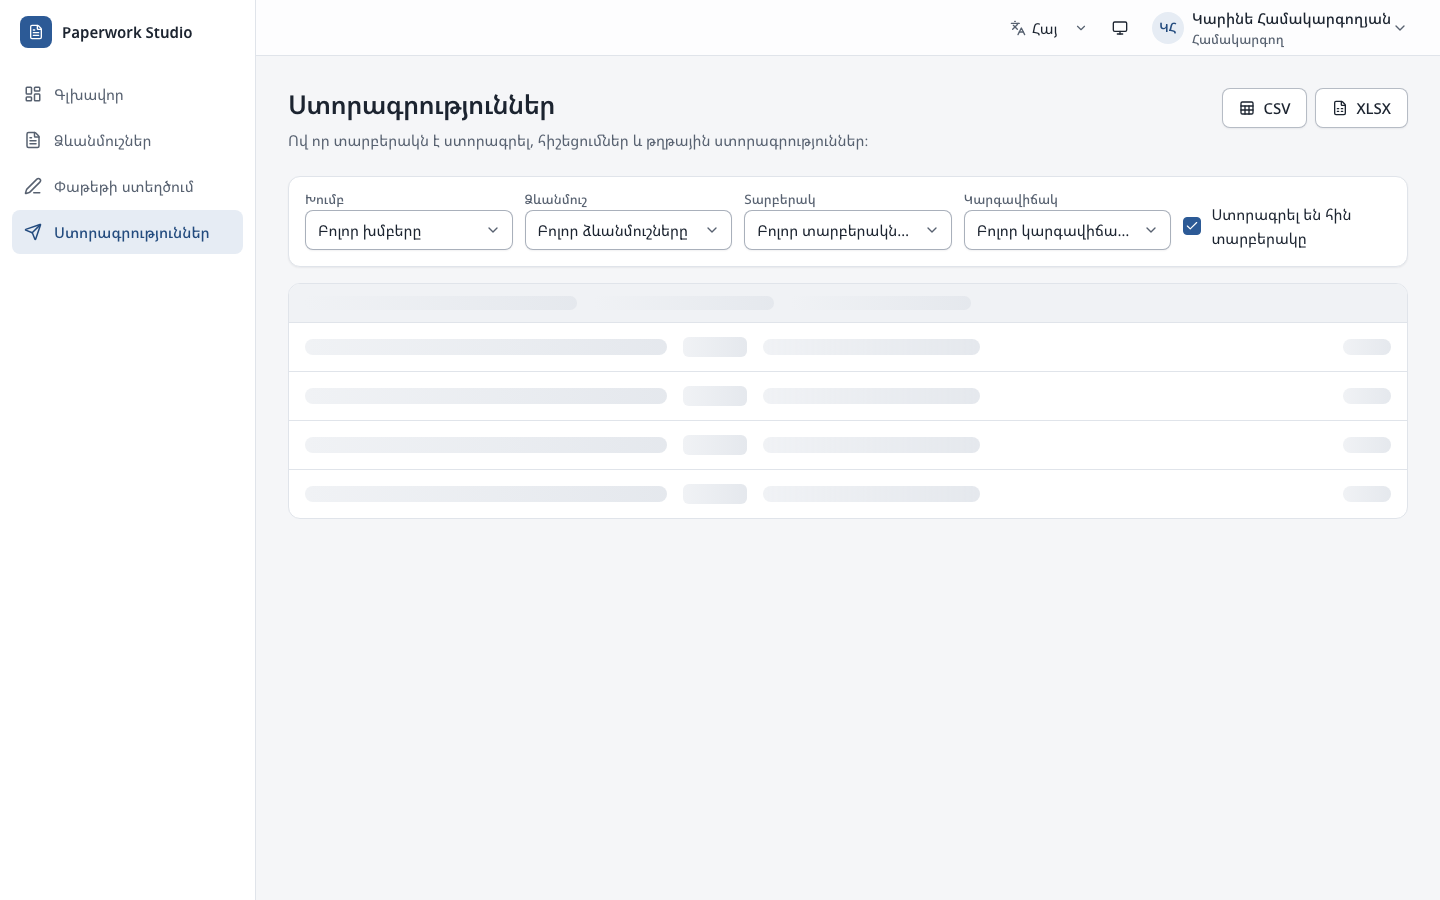 Paperwork Studio
Հայ
ԿՀ
Կարինե Համակարգողյան
Համակարգող
Գլխավոր
Ձևանմուշներ
Փաթեթի ստեղծում
Ստորագրություններ
Ստորագրություններ
Ով որ տարբերակն է ստորագրել, հիշեցումներ և թղթային ստորագրություններ։
CSV
XLSX
Խումբ
Ձևանմուշ
Տարբերակ
Կարգավիճակ
Բոլոր խմբերը
Բոլոր ձևանմուշները
Բոլոր տարբերակն...
Բոլոր կարգավիճա...
Ստորագրել են հին
տարբերակը